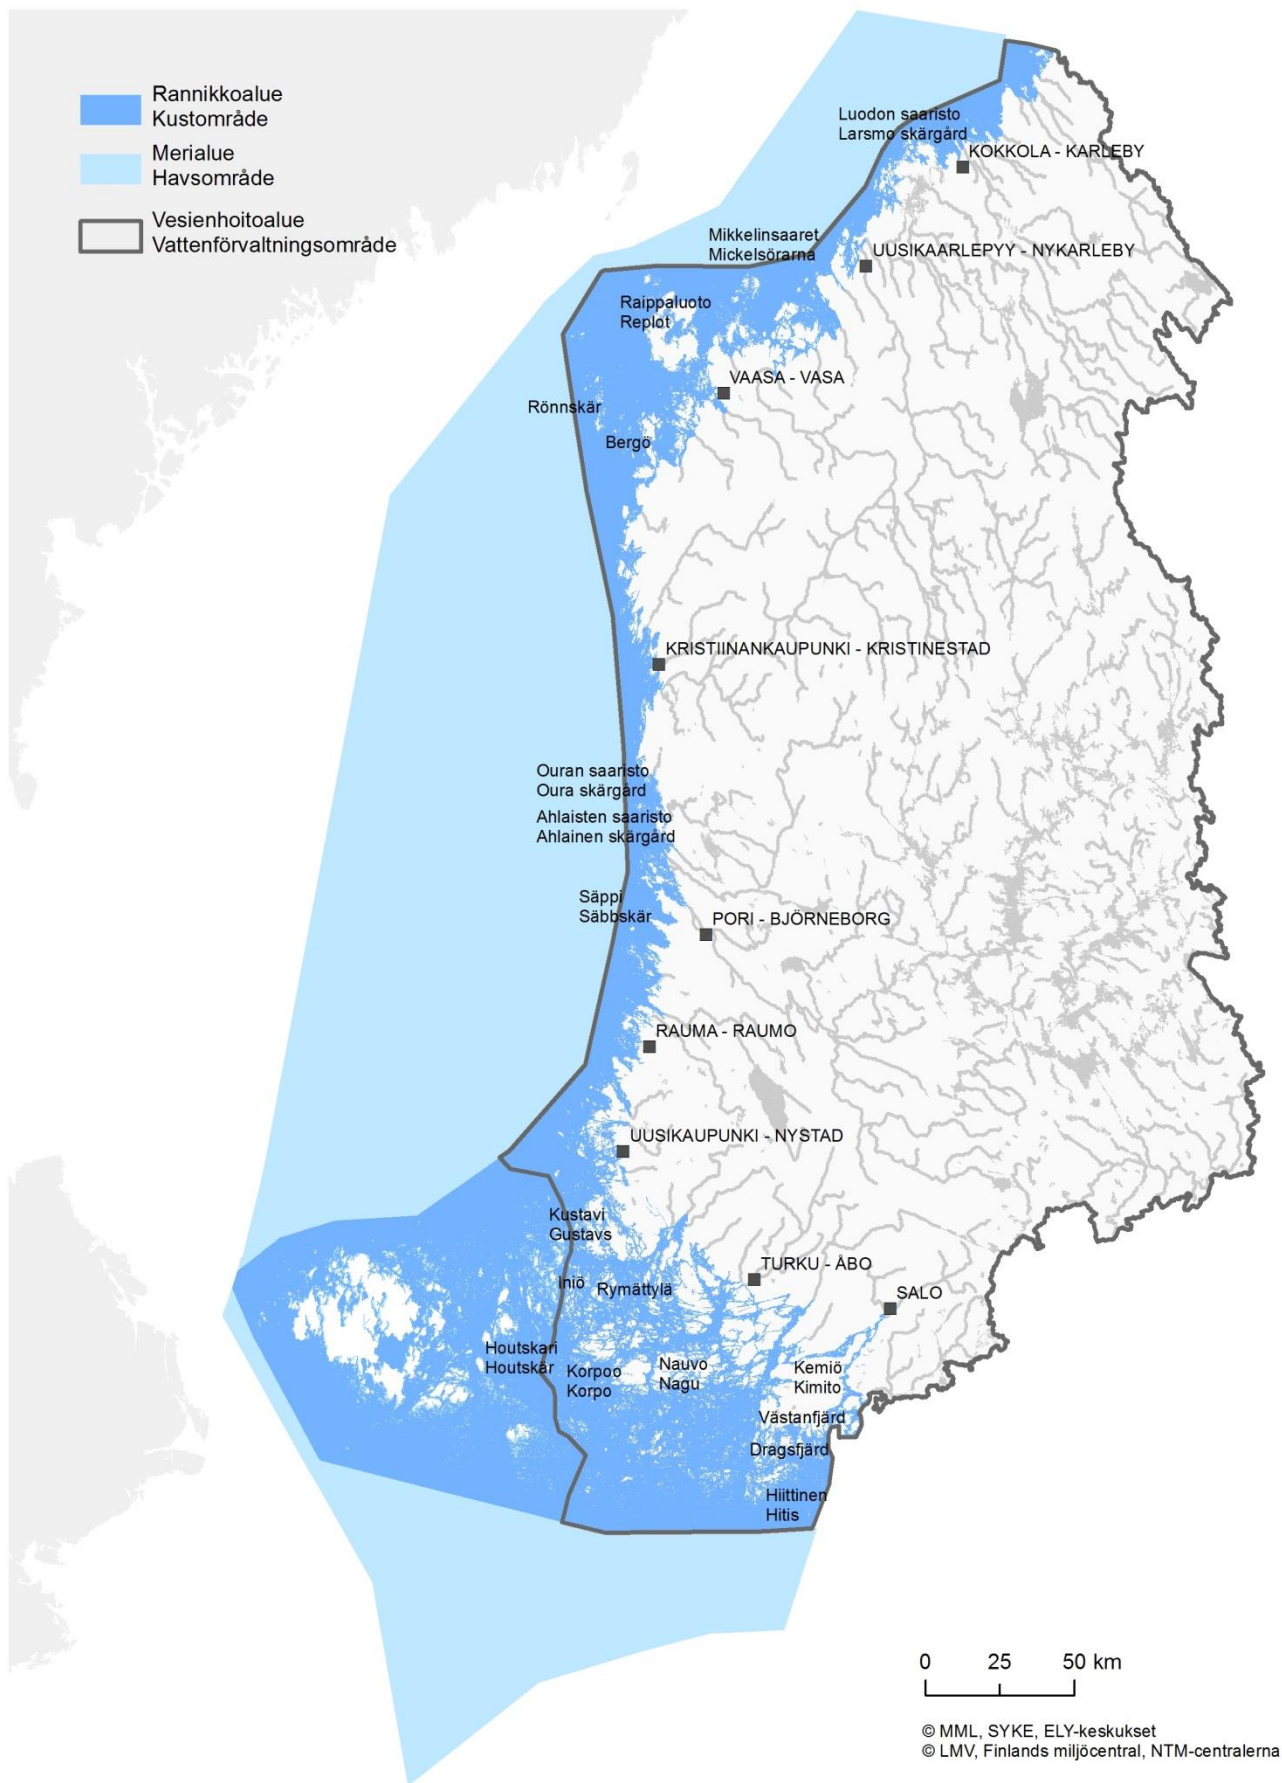 Rannikkoalue
Kustområde
Merialue
Havsområde
Vesienhoitoalue
Vattenförvaltningsområde
Luodon saaristo
Larsmo skärgård
KOKKOLA - KARLEBY
Mikkelinsaaret
Mickelsörarna
UUSIKAARLEPYY - NYKARLEBY
Raippaluoto
Replot
VAASA - VASA
Rönnskär
Bergö
KRISTIINANKAUPUNKI - KRISTINESTAD
Ouran saaristo
Oura skärgård
Ahlaisten saaristo
Ahlainen skärgård
Säppi
Säbbskär
PORI - BJÖRNEBORG
RAUMA - RAUMO
UUSIKAUPUNKI - NYSTAD
Kustavi
Gustavs
TURKU - ÅBO
Iniö
Rymättylä
SALO
Houtskari
Houtskär
Korpoo
Korpo
Nauvo
Nagu
Kemiö
Kimito
Västanfjärd
Dragsfjärd
Hiittinen
Hitis
0 25 50 km
© MML, SYKE, ELY-keskukset
© LMV, Finlands miljöcentral, NTM-centralerna